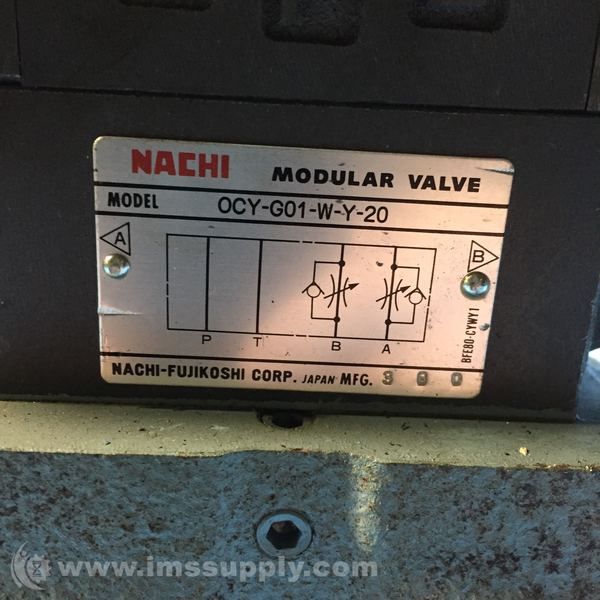 NACHI MODULAR VALVE
MODEL OCY-G01-W-Y-20
A B
P T B A
BFE80-CYWY1
NACHI-FUJIKOSHI CORP. JAPAN MFG.
www.imssupply.com